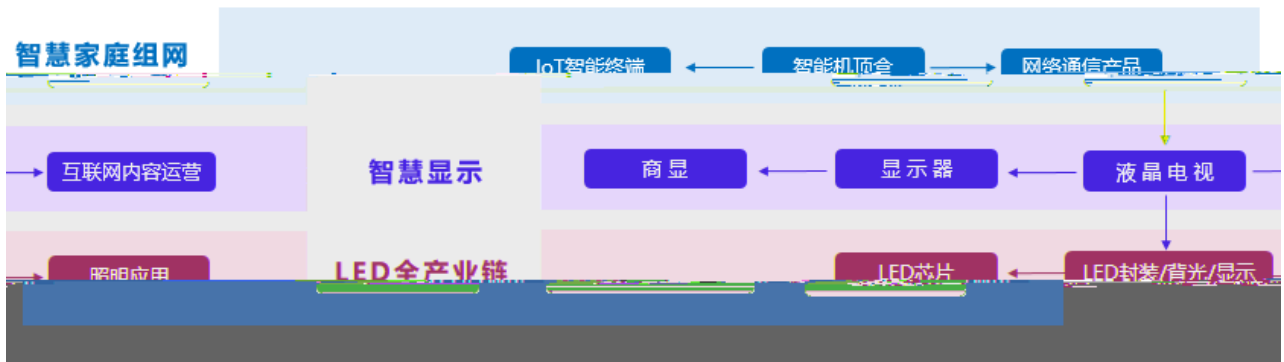 智慧家庭组网
IoT智能终端
智能机顶盒
网络通信产品
互联网内容运营
智慧显示
商显
显示器
液晶电视
照明应用
LED全产业链
LED芯片
LED封装/背光/显示